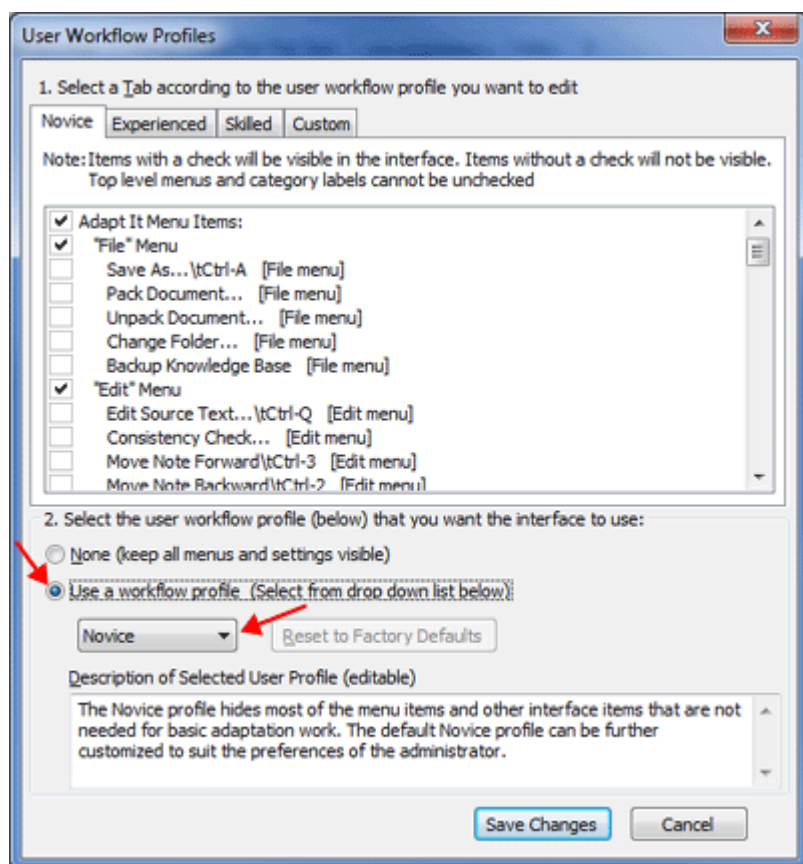 User Workflow Profiles
1. Select a Tab according to the user workflow profile you want to edit
Novice Experienced Skilled Custom
Note: Items with a check will be visible in the interface. Items without a check will not be visible.
Top level menus and category labels cannot be unchecked
Adapt It Menu Items:
"File" Menu
Save As...\tCtrl-A [File menu]
Pack Document... [File menu]
Unpack Document... [File menu]
Change Folder... [File menu]
Backup Knowledge Base [File menu]
"Edit" Menu
Edit Source Text...\tCtrl-Q [Edit menu]
Consistency Check... [Edit menu]
Move Note Forward\tCtrl-3 [Edit menu]
Move Note Backward\tCtrl-2 [Edit menu]
2. Select the user workflow profile (below) that you want the interface to use:
None (keep all menus and settings visible)
Use a workflow profile (Select from drop down list below)
Novice Reset to Factory Defaults
Description of Selected User Profile (editable)
The Novice profile hides most of the menu items and other interface items that are not
needed for basic adaptation work. The default Novice profile can be further
customized to suit the preferences of the administrator.
Save Changes Cancel